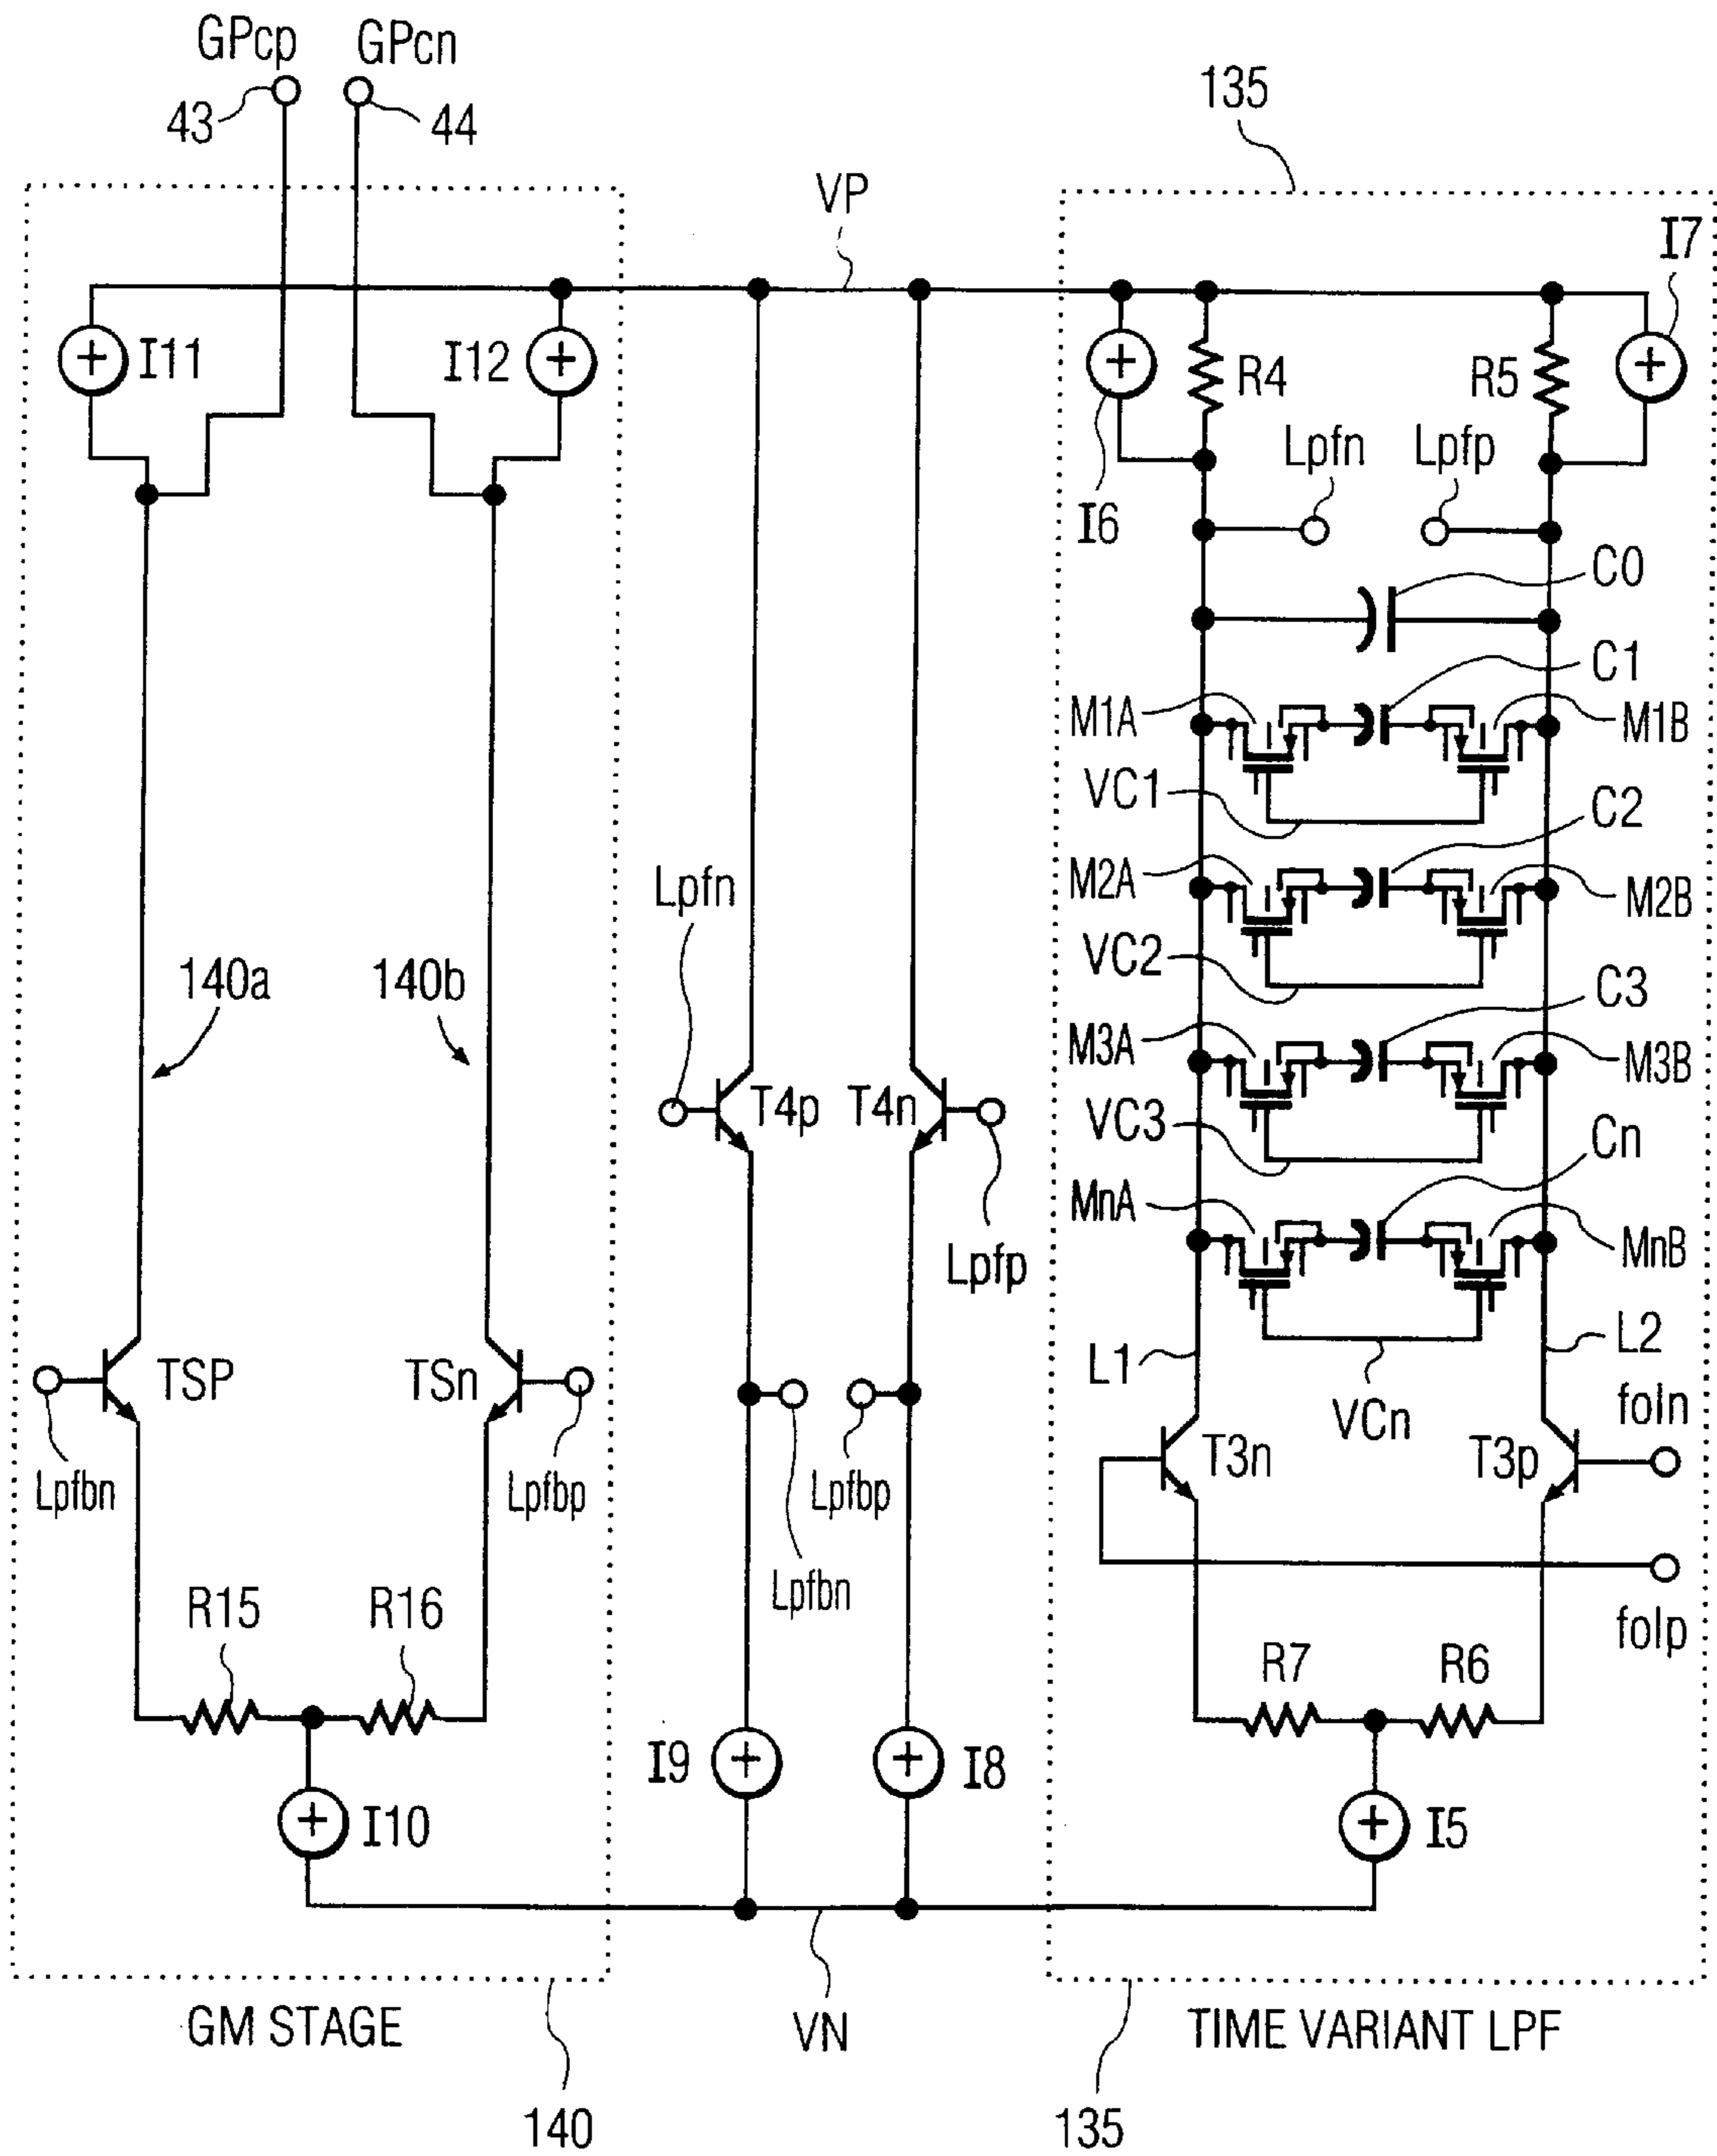 GPcp GPcn
43 44
135
VP
I7
I11 I12
R4 R5
Lpfn Lpfp
I6
C0
C1
M1A M1B
VC1
C2
M2A M2B
VC2
Lpfn
140a 140b
C3
M3A M3B
VC3
T4p T4n
Cn
MnA MnB
Lpfp
L1 L2
VCn
TSP TSn
foIn
T3n T3p
Lpfbn Lpfbp Lpfbp
Lpfbn
foIp
R15 R16
R7 R6
I9 I8
I10 I5
GM STAGE VN TIME VARIANT LPF
140 135